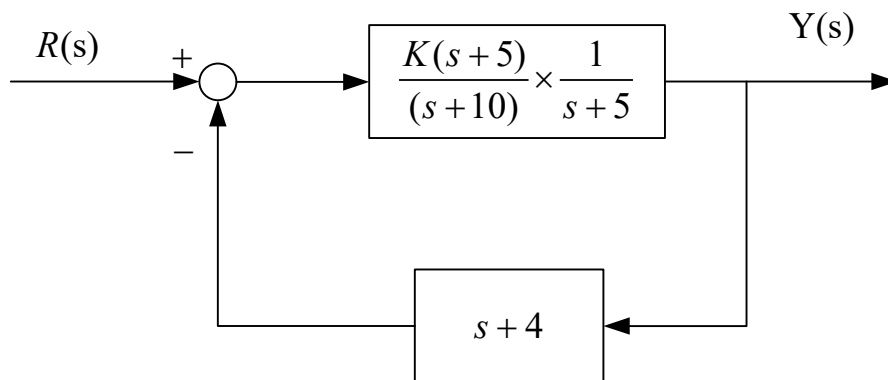 R(s)
+
−
K(s+5)/(s+10) × 1/(s+5)
Y(s)
s+4